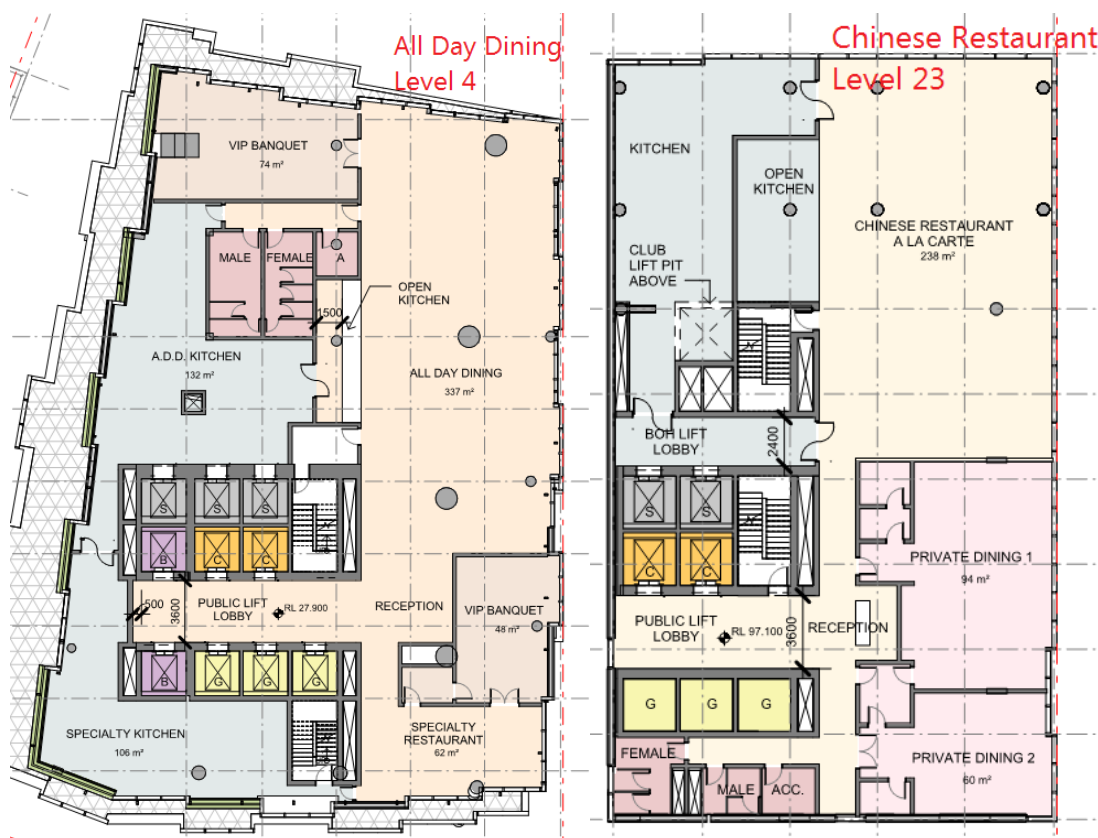 All Day Dining
Level 4
VIP BANQUET
74 m²
MALE
FEMALE
A
OPEN
KITCHEN
1500
A.D.D. KITCHEN
132 m²
ALL DAY DINING
337 m²
S
S
S
B
C
C
PUBLIC LIFT
LOBBY
RL 27.900
RECEPTION
500
3600
VIP BANQUET
48 m²
B
G
G
G
SPECIALTY KITCHEN
106 m²
SPECIALTY
RESTAURANT
62 m²
Chinese Restaurant
Level 23
KITCHEN
OPEN
KITCHEN
CHINESE RESTAURANT
A LA CARTE
238 m²
CLUB
LIFT PIT
ABOVE
BOH LIFT
LOBBY
2400
S
S
C
C
PRIVATE DINING 1
94 m²
PUBLIC LIFT
LOBBY
RL 97.100
3600
RECEPTION
G
G
G
FEMALE
MALE
ACC.
PRIVATE DINING 2
60 m²